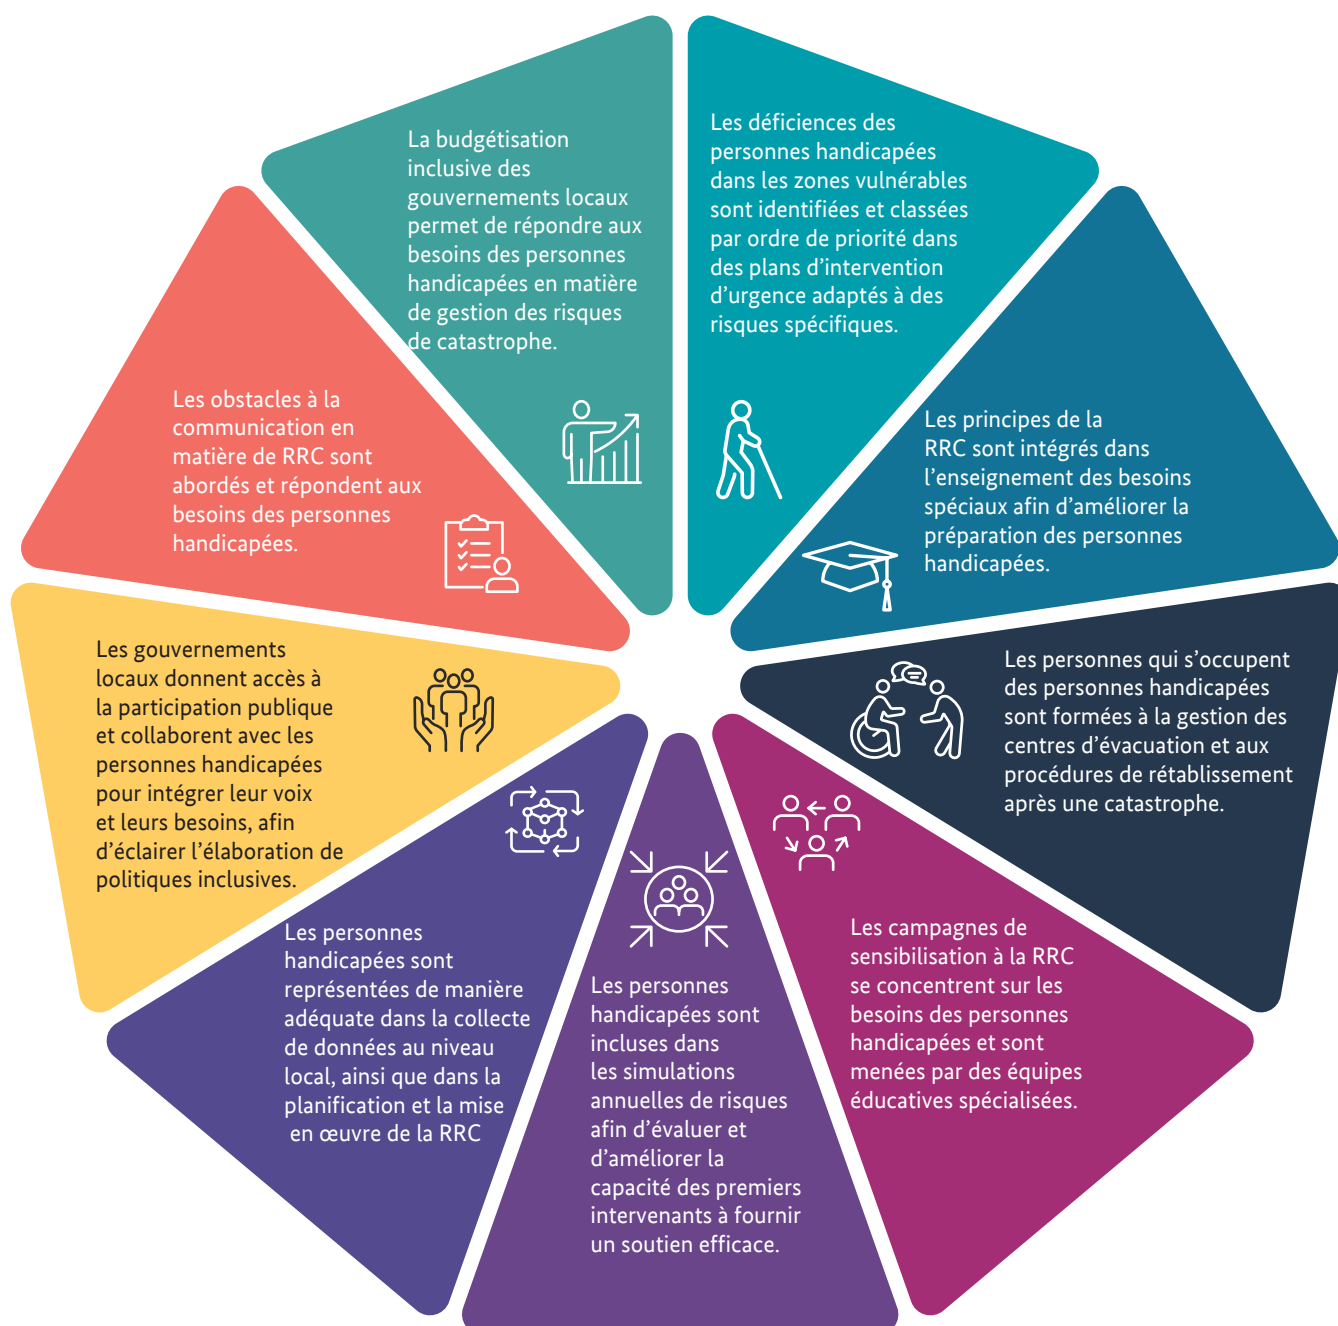 La budgétisation
inclusive des
gouvernements locaux
permet de répondre aux
besoins des personnes
handicapées en matière
de gestion des risques
de catastrophe.
Les déficiences des
personnes handicapées
dans les zones vulnérables
sont identifiées et classées
par ordre de priorité dans
des plans d’intervention
d’urgence adaptés à des
risques spécifiques.
Les principes de la
RRC sont intégrés dans
l’enseignement des besoins
spéciaux afin d’améliorer la
préparation des personnes
handicapées.
Les personnes qui s’occupent
des personnes handicapées
sont formées à la gestion des
centres d’évacuation et aux
procédures de rétablissement
après une catastrophe.
Les campagnes de
sensibilisation à la RRC
se concentrent sur les
besoins des personnes
handicapées et sont
menées par des équipes
éducatives spécialisées.
Les personnes
handicapées sont
incluses dans
les simulations
annuelles de risques
afin d’évaluer et
d’améliorer la
capacité des premiers
intervenants à fournir
un soutien efficace.
Les personnes
handicapées sont
représentées de manière
adéquate dans la collecte
de données au niveau
local, ainsi que dans la
planification et la mise
en œuvre de la RRC
Les gouvernements
locaux donnent accès à
la participation publique
et collaborent avec les
personnes handicapées
pour intégrer leur voix
et leurs besoins, afin
d’éclairer l’élaboration de
politiques inclusives.
Les obstacles à la
communication en
matière de RRC sont
abordés et répondent aux
besoins des personnes
handicapées.